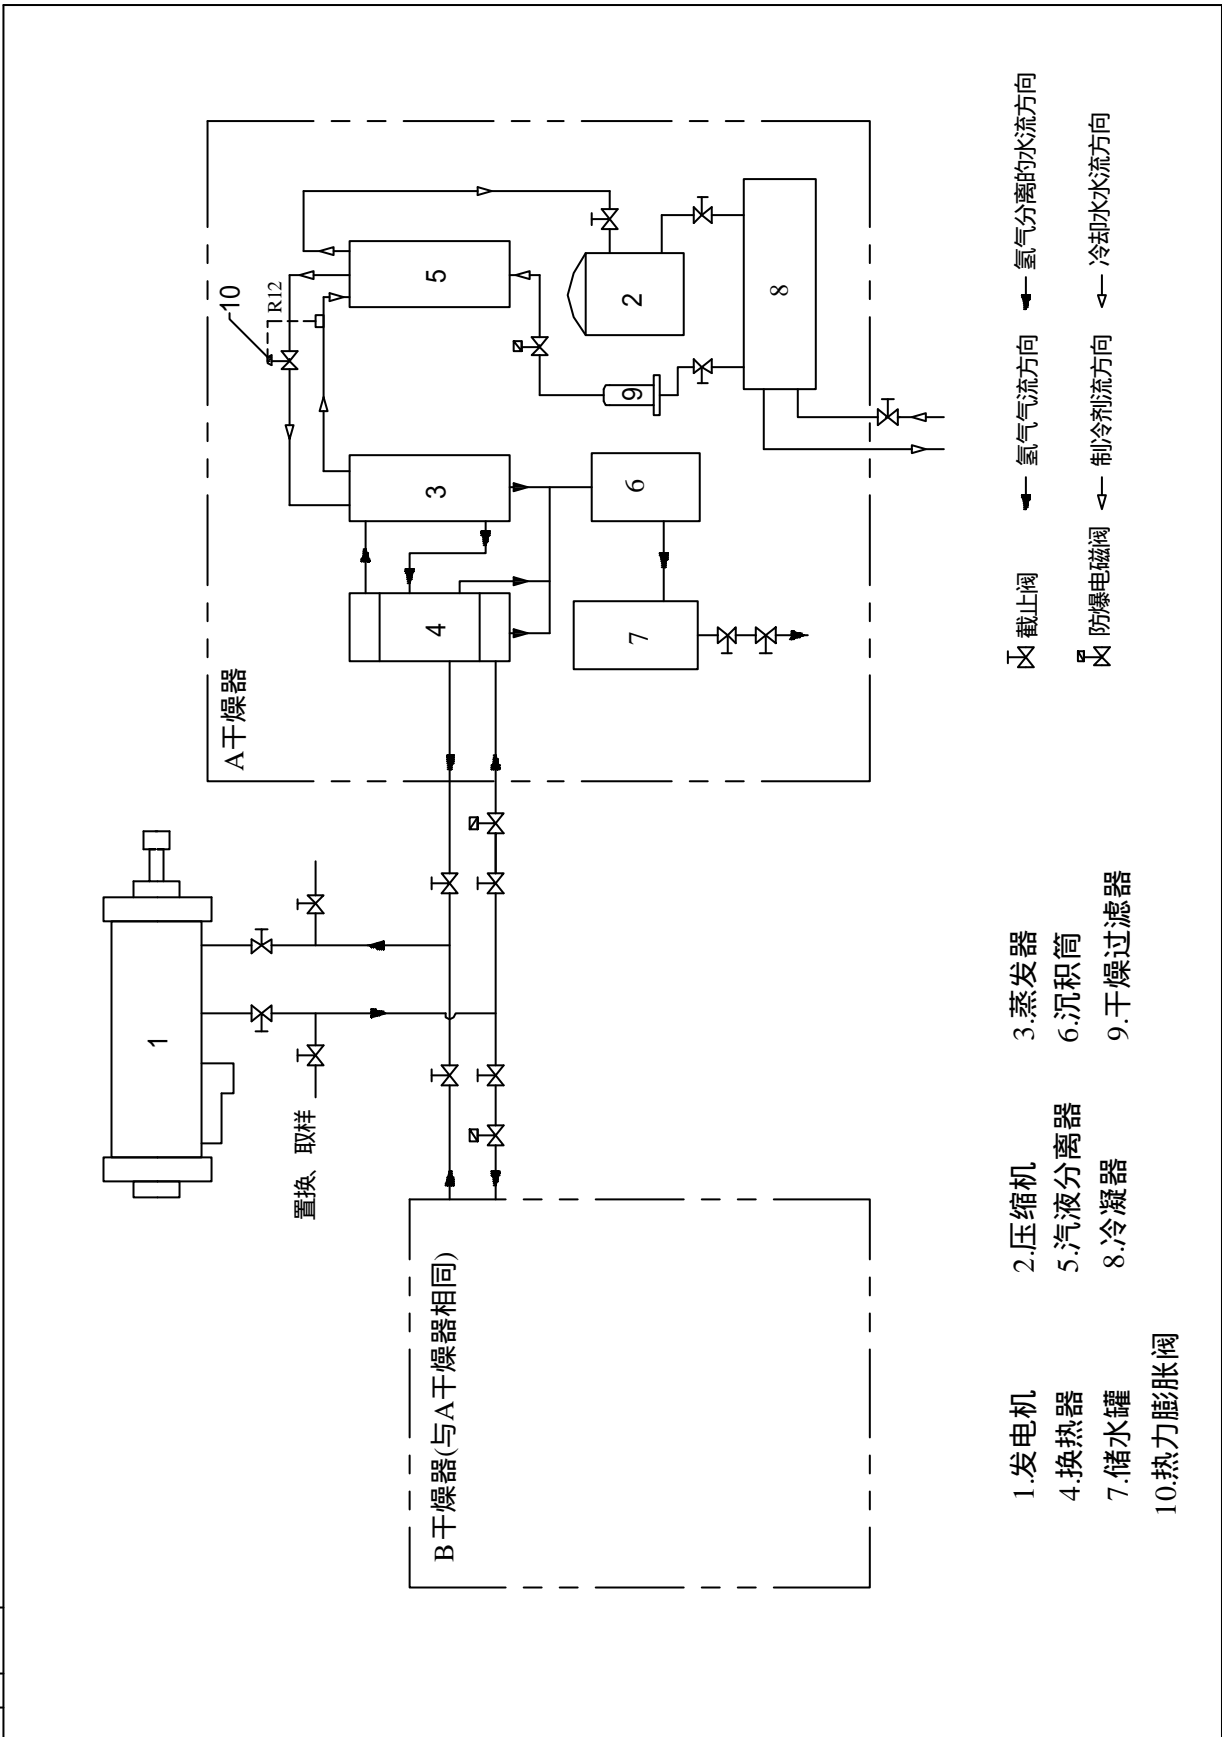 1
置换、取样
B干燥器(与A干燥器相同)
A干燥器
10
R12
5
3
4
2
9
6
7
8
1.发电机
2.压缩机
3.蒸发器
4.换热器
5.汽液分离器
6.沉积筒
7.储水罐
8.冷凝器
9.干燥过滤器
10.热力膨胀阀
截止阀
氢气气流方向
氢气分离的水流方向
防爆电磁阀
制冷剂流方向
冷却水水流方向